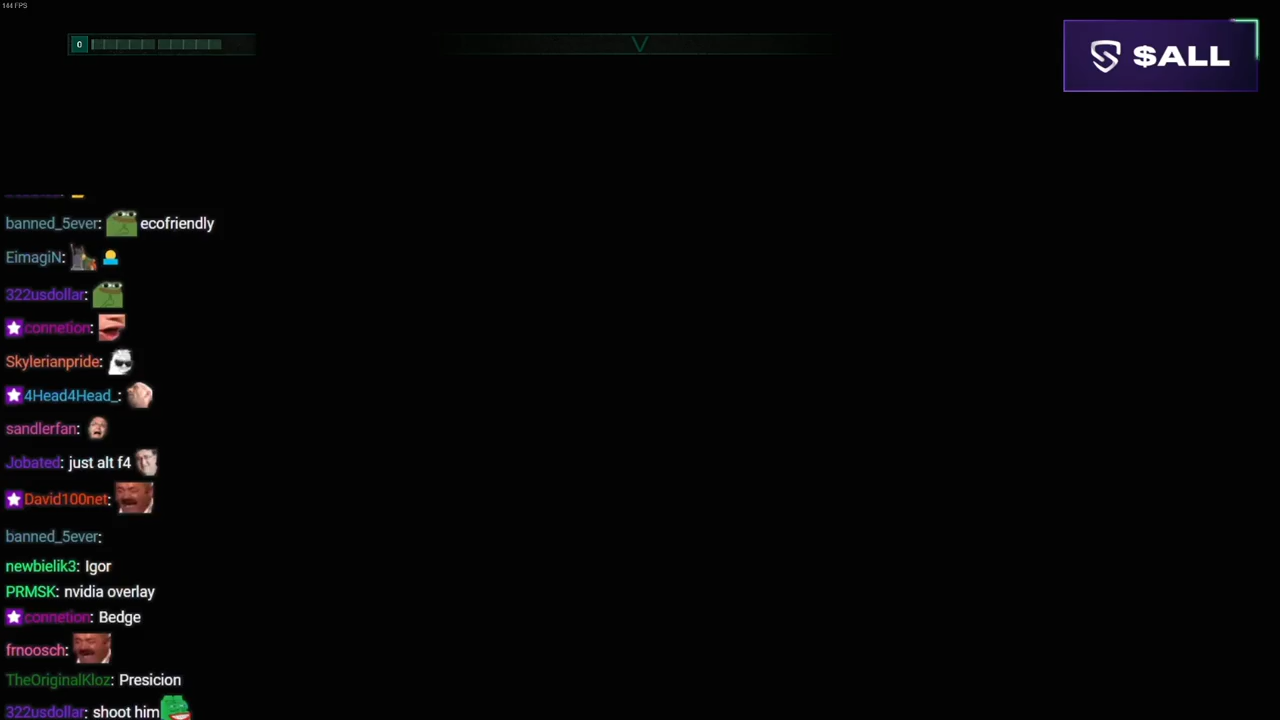 144 FPS
0
$ALL
banned_5ever: ecofriendly
EimagiN:
322usdollar:
connetion:
Skylerianpride:
4Head4Head_:
sandlerfan:
Jobated: just alt f4
David100net:
banned_5ever:
newbielik3: Igor
PRMSK: nvidia overlay
connetion: Bedge
frnoosch:
TheOriginalKloz: Presicion
322usdollar: shoot him